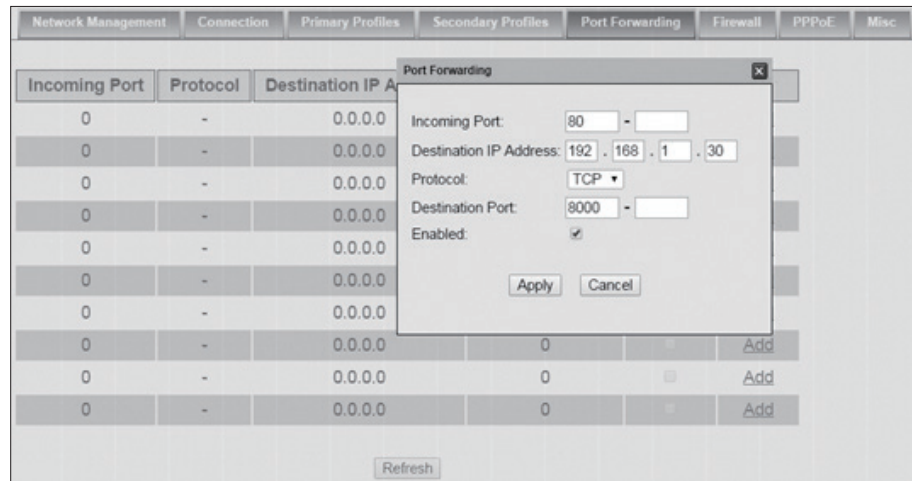 Network Management Connection Primary Profiles Secondary Profiles Port Forwarding Firewall PPPoE Misc
Incoming Port Protocol Destination IP A
0 - 0.0.0.0
0 - 0.0.0.0
0 - 0.0.0.0
0 - 0.0.0.0
0 - 0.0.0.0
0 - 0.0.0.0
0 - 0.0.0.0
0 - 0.0.0.0 0 Add
0 - 0.0.0.0 0 Add
0 - 0.0.0.0 0 Add
Refresh
Port Forwarding
Incoming Port: 80 -
Destination IP Address: 192 . 168 . 1 . 30
Protocol: TCP
Destination Port: 8000 -
Enabled:
Apply Cancel